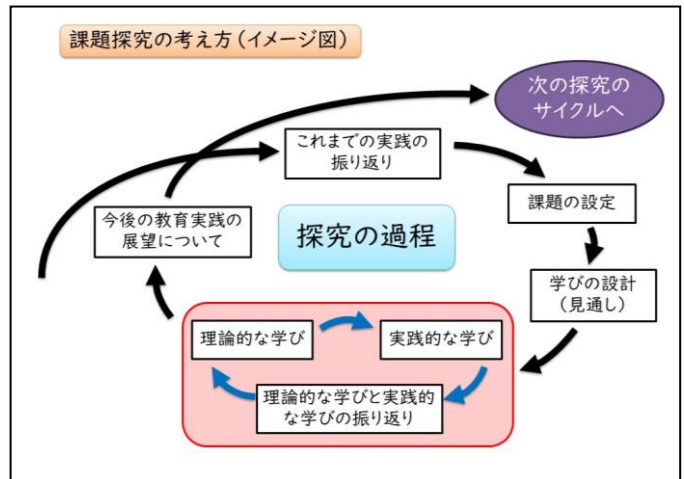 課題探究の考え方（イメージ図）
次の探究の
サイクルへ
これまでの実践の
振り返り
課題の設定
今後の教育実践の
展望について
探究の過程
学びの設計
（見通し）
理論的な学び
実践的な学び
理論的な学びと実践的
な学びの振り返り